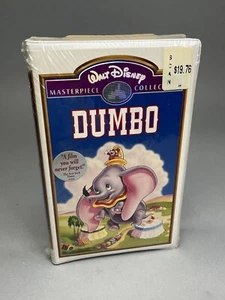 WALT DISNEY
MASTERPIECE COLLEC
$19.76
DUMBO
"A film
you will
never forget!"